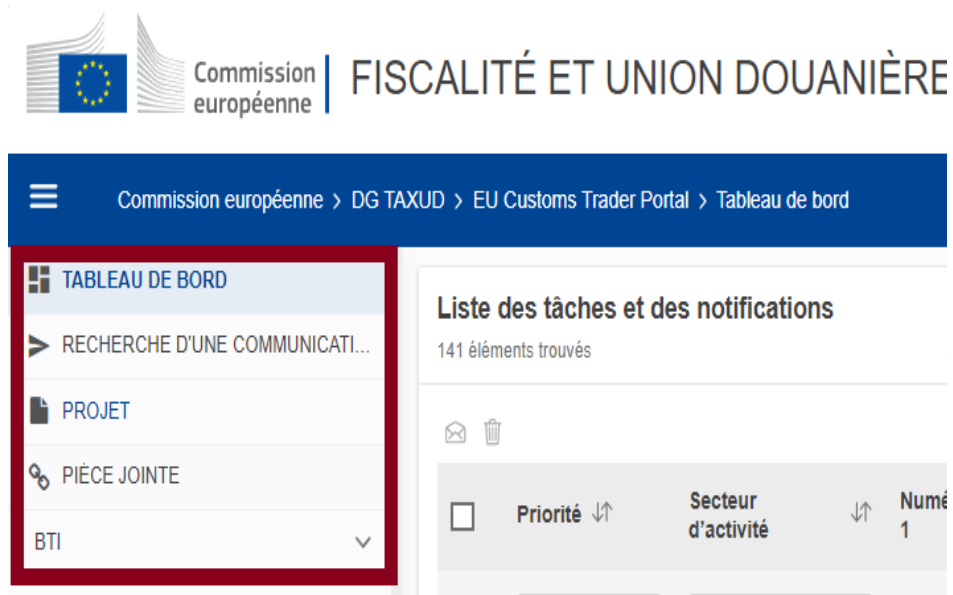 Commission
européenne
FISCALITÉ ET UNION DOUANIÈRE
Commission européenne > DG TAXUD > EU Customs Trader Portal > Tableau de bord
TABLEAU DE BORD
RECHERCHE D'UNE COMMUNICATI...
PROJET
PIÈCE JOINTE
BTI
Liste des tâches et des notifications
141 éléments trouvés
Priorité
Secteur
d'activité
Numé
1